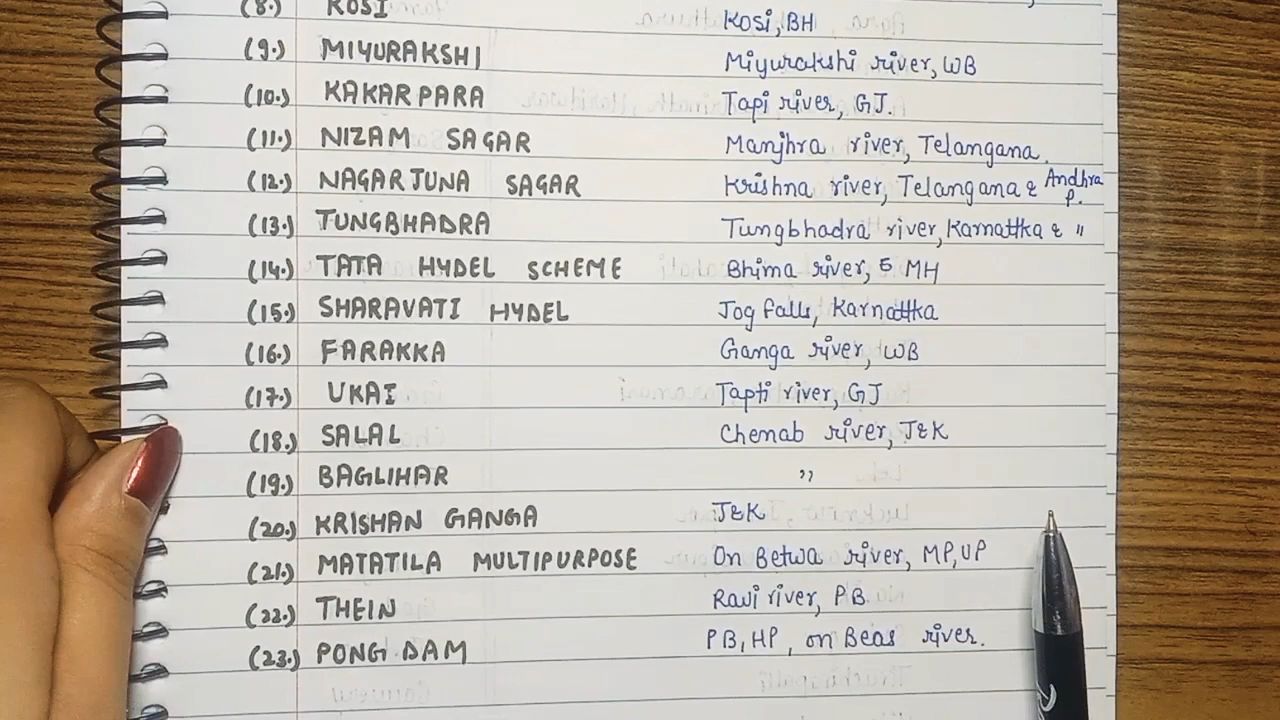 (8.) KOSI Kosi, BH
(9.) MIYURAKSHI Miyurakshi river, WB
(10.) KAKARPARA Tapi river, GJ.
(11.) NIZAM SAGAR Manjhra river, Telangana.
(12.) NAGARJUNA SAGAR Krishna river, Telangana & Andhra P.
(13.) TUNGBHADRA Tungbhadra river, Karnattka & "
(14.) TATA HYDEL SCHEME Bhima river, 5 MH
(15.) SHARAVATI HYDEL Jog falls, Karnattka
(16.) FARAKKA Ganga river, WB
(17.) UKAI Tapti river, GJ
(18.) SALAL Chenab river, J&K
(19.) BAGLIHAR "
(20.) KRISHAN GANGA J&K
(21.) MATATILA MULTIPURPOSE On Betwa river, MP, UP
(22.) THEIN Ravi river, PB
(23.) PONG DAM PB, HP, on Beas river.